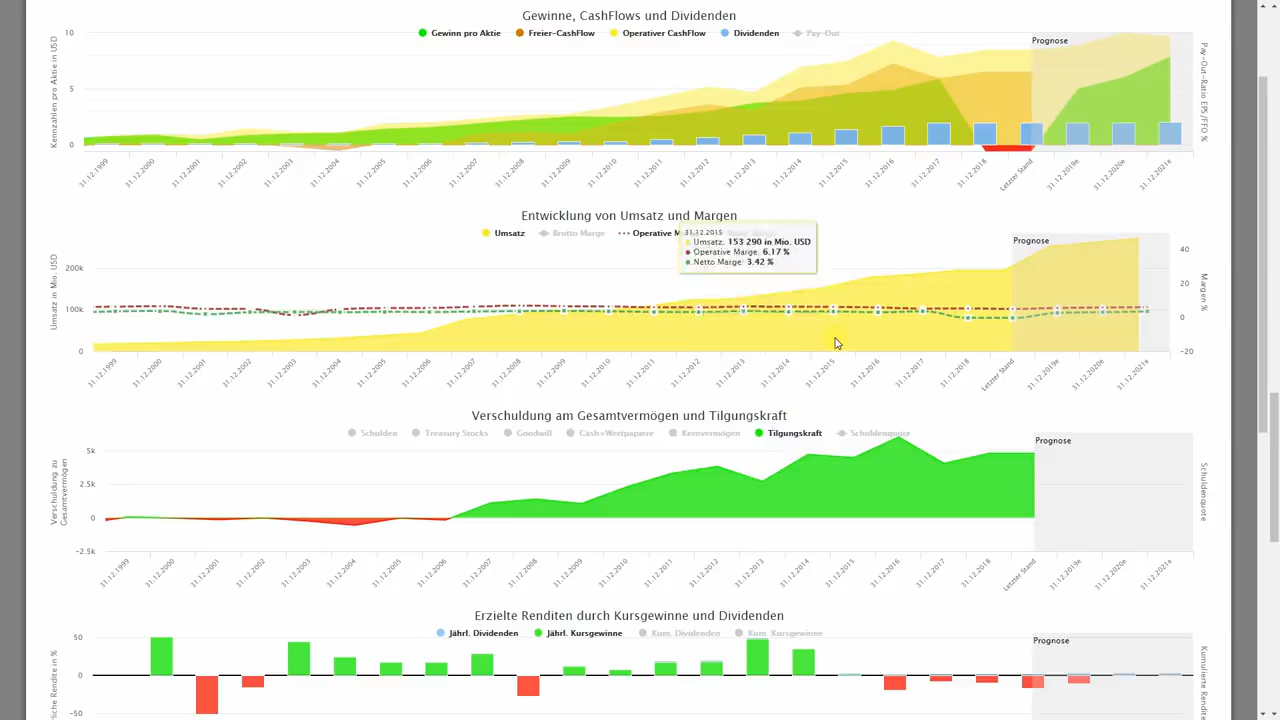 Gewinne, CashFlows und Dividenden
Gewinn pro Aktie Freier-CashFlow Operativer CashFlow Dividenden Pay-Out
Kennzahlen pro Aktie in USD
10
5
0
Prognose
Pay-Out-Ratio EPS/FFO %
31.12.1999 31.12.2000 31.12.2001 31.12.2002 31.12.2003 31.12.2004 31.12.2005 31.12.2006 31.12.2007 31.12.2008 31.12.2009 31.12.2010 31.12.2011 31.12.2012 31.12.2013 31.12.2014 31.12.2015 31.12.2016 31.12.2017 31.12.2018 Letzter Stand 31.12.2019e 31.12.2020e 31.12.2021e
Entwicklung von Umsatz und Margen
Umsatz Brutto Marge Operative
31.12.2015
Umsatz: 153 290 in Mio. USD
Operative Marge: 6.17 %
Netto Marge: 3.42 %
Umsatz in Mio. USD
200k
100k
0
Prognose
40
20
0
-20
Margen %
31.12.1999 31.12.2000 31.12.2001 31.12.2002 31.12.2003 31.12.2004 31.12.2005 31.12.2006 31.12.2007 31.12.2008 31.12.2009 31.12.2010 31.12.2011 31.12.2012 31.12.2013 31.12.2014 31.12.2015 31.12.2016 31.12.2017 31.12.2018 Letzter Stand 31.12.2019e 31.12.2020e 31.12.2021e
Verschuldung am Gesamtvermögen und Tilgungskraft
Schulden Treasury Stocks Goodwill Cash+Wertpapiere Kernvermögen Tilgungskraft Schuldenquote
Verschuldung zu
Gesamtvermögen
5k
2.5k
0
-2.5k
Prognose
Schuldenquote
31.12.1999 31.12.2000 31.12.2001 31.12.2002 31.12.2003 31.12.2004 31.12.2005 31.12.2006 31.12.2007 31.12.2008 31.12.2009 31.12.2010 31.12.2011 31.12.2012 31.12.2013 31.12.2014 31.12.2015 31.12.2016 31.12.2017 31.12.2018 Letzter Stand 31.12.2019e 31.12.2020e 31.12.2021e
Erzielte Renditen durch Kursgewinne und Dividenden
Jährl. Dividenden Jährl. Kursgewinne Kum. Dividenden Kum. Kursgewinne
50
0
-50
Prognose
Rendite in %
Kumulierte